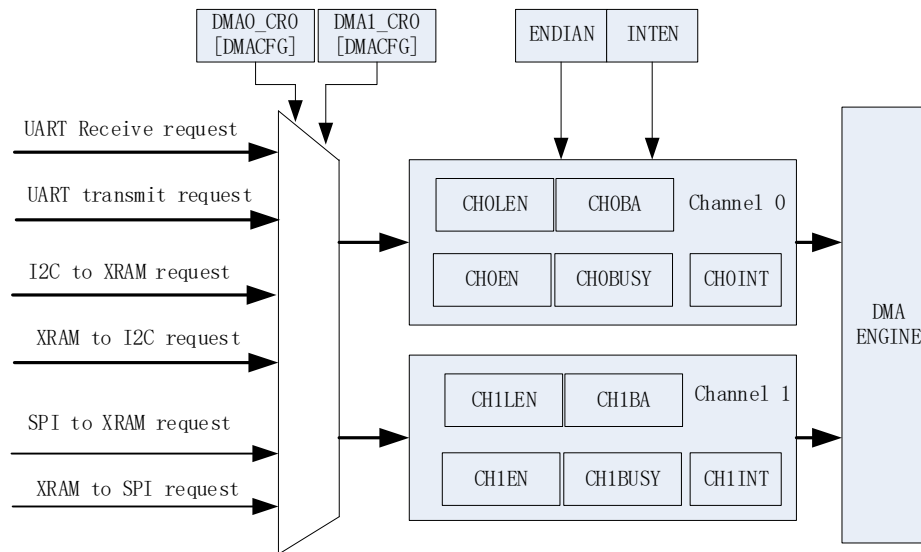 DMA0_CR0
[DMACFG]
DMA1_CR0
[DMACFG]
ENDIAN
INTEN
UART Receive request
UART transmit request
I2C to XRAM request
XRAM to I2C request
SPI to XRAM request
XRAM to SPI request
CH0LEN
CH0BA
Channel 0
CH0EN
CH0BUSY
CH0INT
CH1LEN
CH1BA
Channel 1
CH1EN
CH1BUSY
CH1INT
DMA
ENGINE